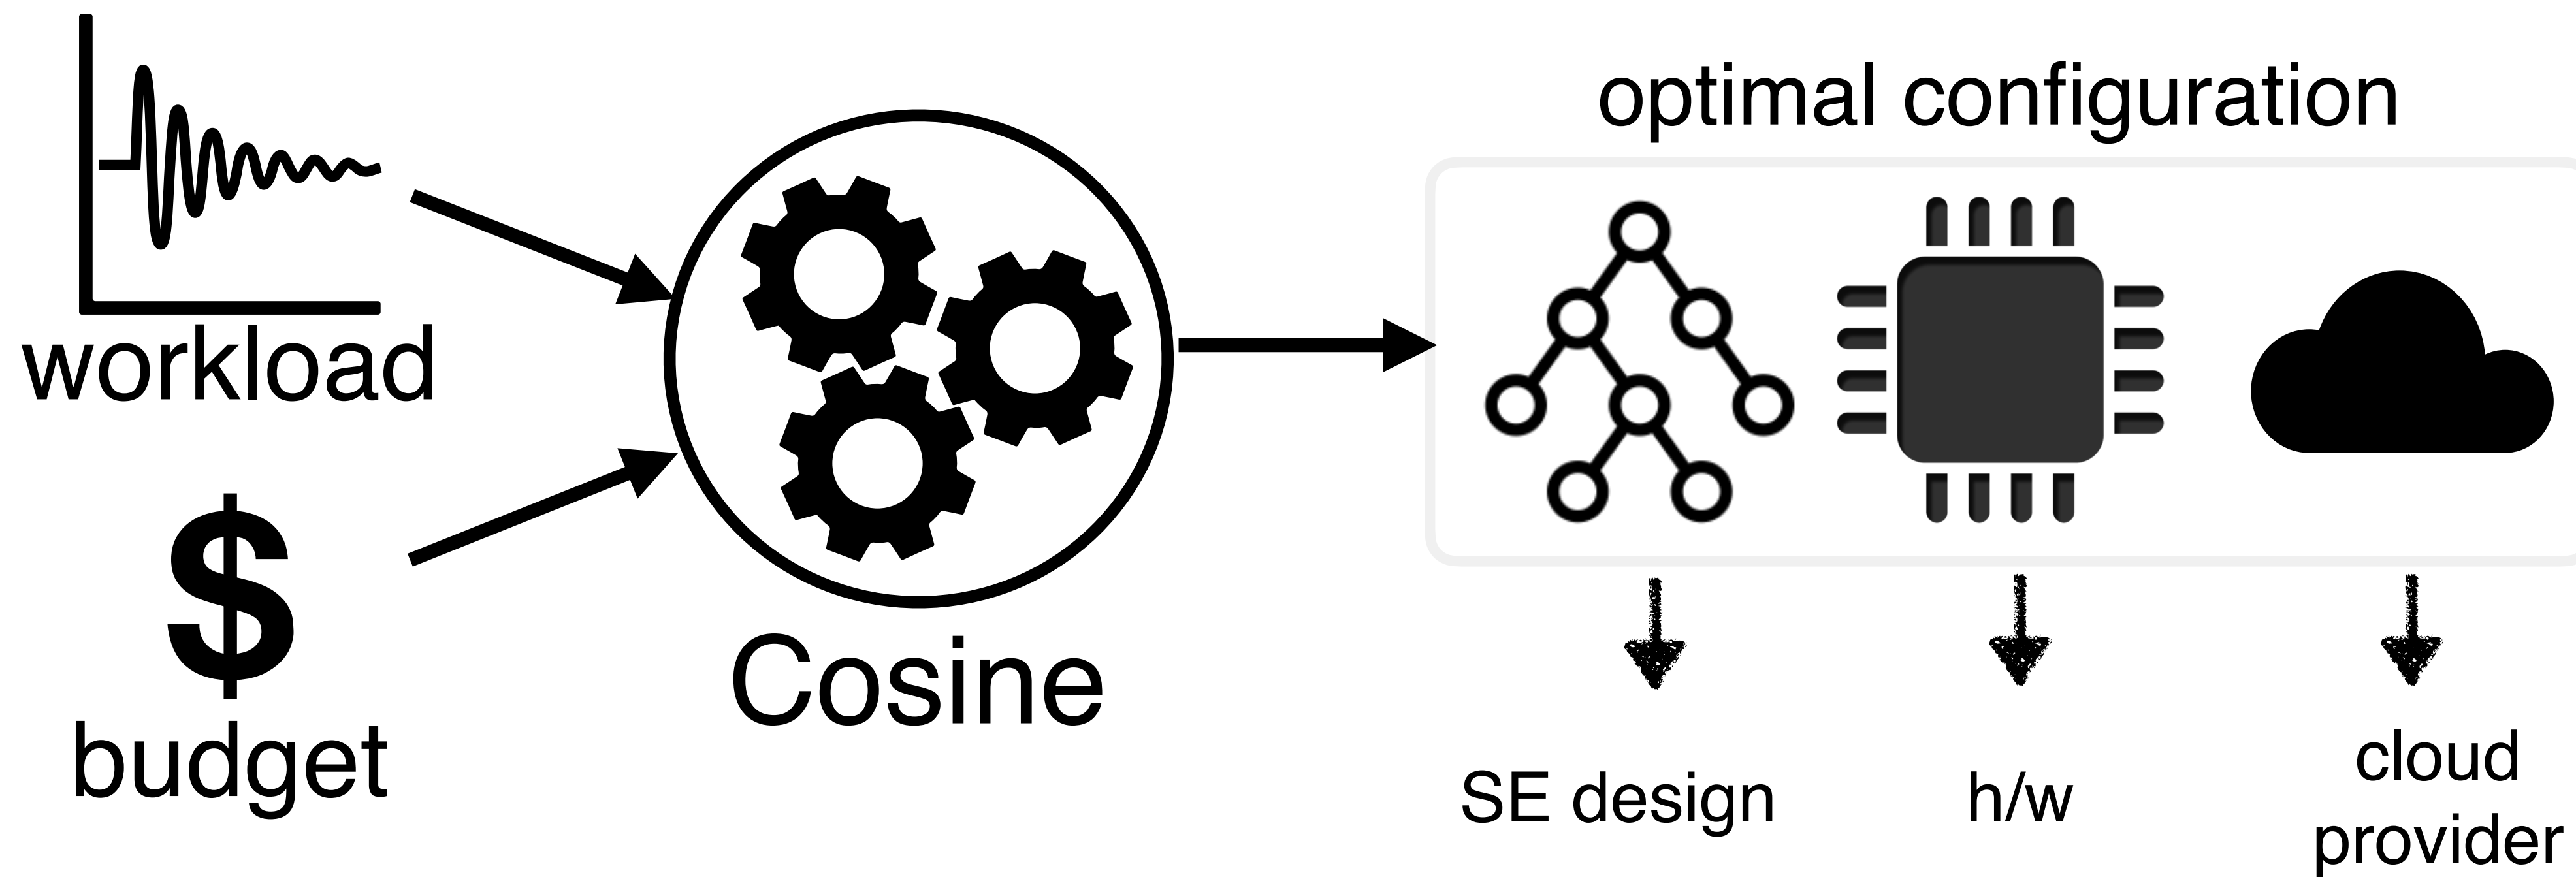 workload
$
budget
Cosine
optimal configuration
SE design
h/w
cloud
provider